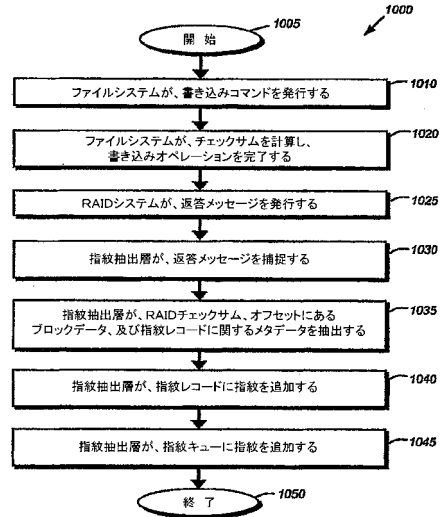 1000
1005
開始
ファイルシステムが、書き込みコマンドを発行する
1010
ファイルシステムが、チェックサムを計算し、
書き込みオペレーションを完了する
1020
RAIDシステムが、返答メッセージを発行する
1025
指紋抽出層が、返答メッセージを捕捉する
1030
指紋抽出層が、RAIDチェックサム、オフセットにある
ブロックデータ、及び指紋レコードに関するメタデータを抽出する
1035
指紋抽出層が、指紋レコードに指紋を追加する
1040
指紋抽出層が、指紋キューに指紋を追加する
1045
終了
1050